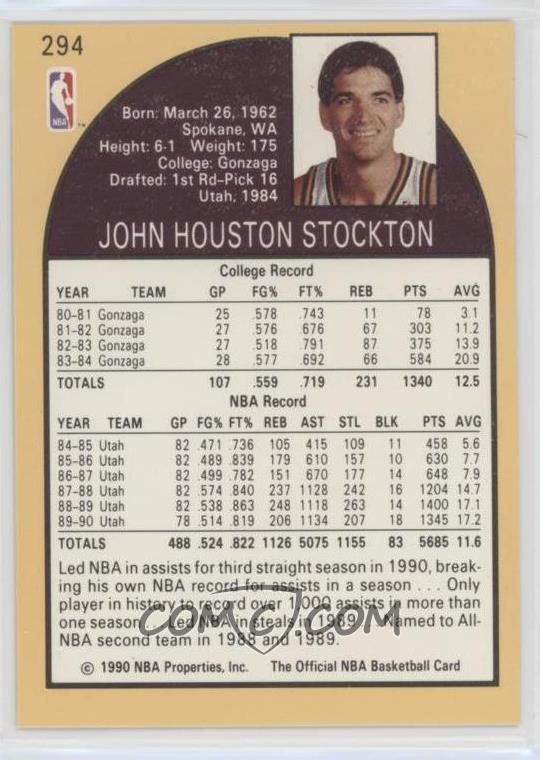 294
NBA
Born: March 26, 1962
Spokane, WA
Height: 6-1 Weight: 175
College: Gonzaga
Drafted: 1st Rd-Pick 16
Utah, 1984
JOHN HOUSTON STOCKTON
College Record
YEAR TEAM GP FG% FT% REB PTS AVG
80-81 Gonzaga 25 .578 .743 11 78 3.1
81-82 Gonzaga 27 .576 .676 67 303 11.2
82-83 Gonzaga 27 .518 .791 87 375 13.9
83-84 Gonzaga 28 .577 .692 66 584 20.9
TOTALS 107 .559 .719 231 1340 12.5
NBA Record
YEAR TEAM GP FG% FT% REB AST STL BLK PTS AVG
84-85 Utah 82 .471 .736 105 415 109 11 458 5.6
85-86 Utah 82 .489 .839 179 610 157 10 630 7.7
86-87 Utah 82 .499 .782 151 670 177 14 648 7.9
87-88 Utah 82 .574 .840 237 1128 242 16 1204 14.7
88-89 Utah 82 .538 .863 248 1118 263 14 1400 17.1
89-90 Utah 78 .514 .819 206 1134 207 18 1345 17.2
TOTALS 488 .524 .822 1126 5075 1155 83 5685 11.6
Led NBA in assists for third straight season in 1990, break-
ing his own NBA record for assists in a season . . . Only
player in history to record over 1,000 assists in more than
one season . . . Led NBA in steals in 1989 . . . Named to All-
NBA second team in 1988 and 1989.
© 1990 NBA Properties, Inc. The Official NBA Basketball Card
COMC.com